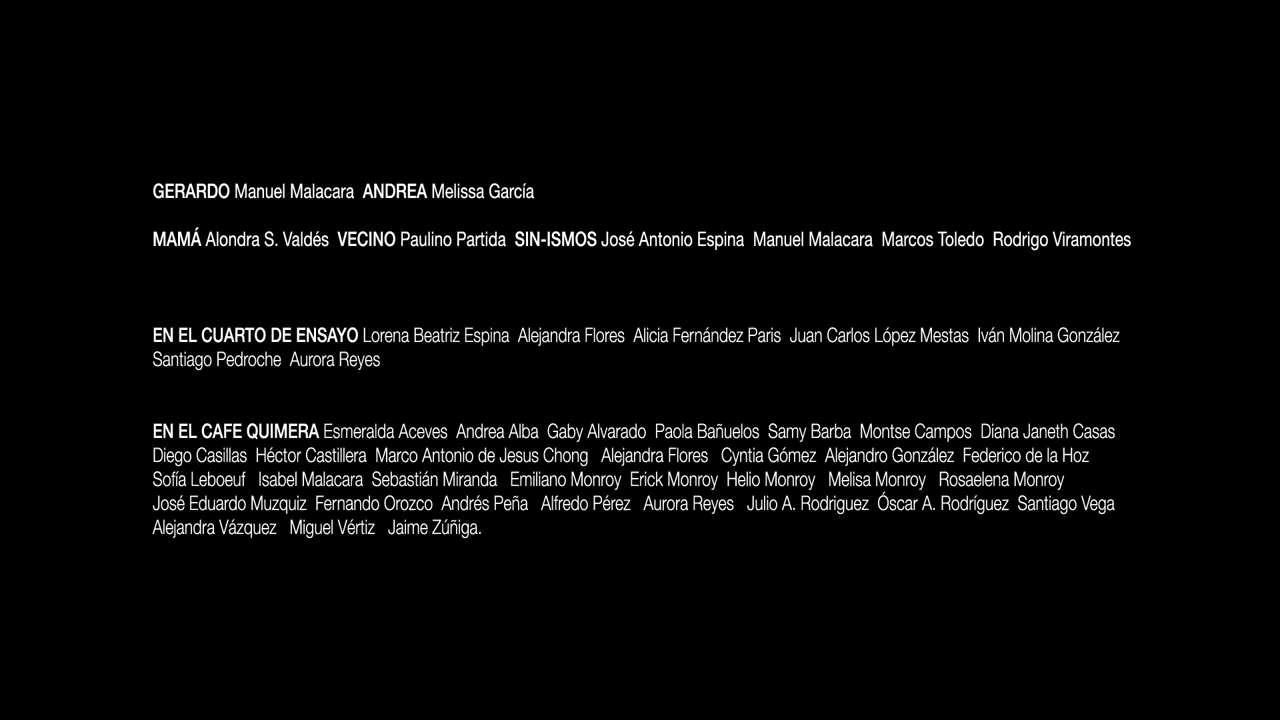 GERARDO Manuel Malacara ANDREA Melissa García
MAMÁ Alondra S. Valdés VECINO Paulino Partida SIN-ISMOS José Antonio Espina Manuel Malacara Marcos Toledo Rodrigo Viramontes
EN EL CUARTO DE ENSAYO Lorena Beatriz Espina Alejandra Flores Alicia Fernández Paris Juan Carlos López Mestas Iván Molina González
Santiago Pedroche Aurora Reyes
EN EL CAFE QUIMERA Esmeralda Aceves Andrea Alba Gaby Alvarado Paola Bañuelos Samy Barba Montse Campos Diana Janeth Casas
Diego Casillas Héctor Castillera Marco Antonio de Jesus Chong Alejandra Flores Cyntia Gómez Alejandro González Federico de la Hoz
Sofía Leboeuf Isabel Malacara Sebastián Miranda Emiliano Monroy Erick Monroy Helio Monroy Melisa Monroy Rosaelena Monroy
José Eduardo Muzquiz Fernando Orozco Andrés Peña Alfredo Pérez Aurora Reyes Julio A. Rodriguez Óscar A. Rodríguez Santiago Vega
Alejandra Vázquez Miguel Vértiz Jaime Zúñiga.